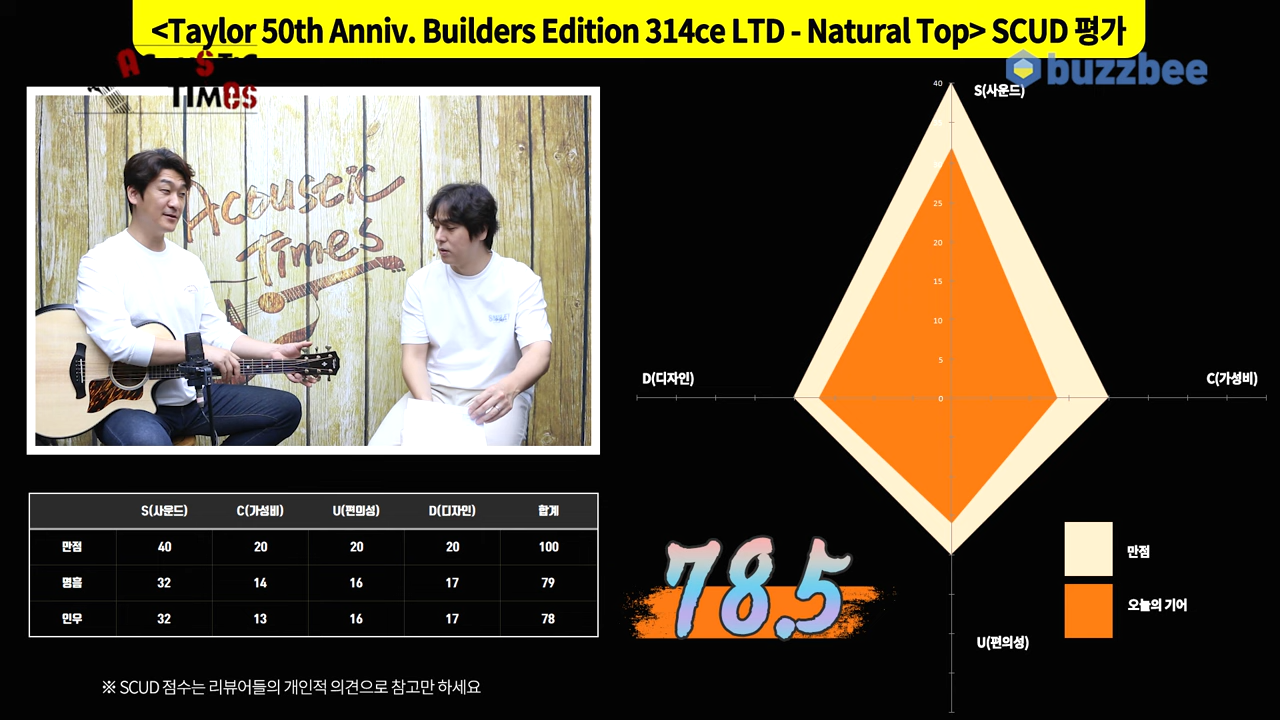 <Taylor 50th Anniv. Builders Edition 314ce LTD - Natural Top> SCUD 평가
ACOUSTIC
TIMES
buzzbee
Acoustic
Times
40
S(사운드)
25
20
15
10
5
0
D(디자인)
C(가성비)
U(편의성)
S(사운드) C(가성비) U(편의성) D(디자인) 합계
만점 40 20 20 20 100
명흠 32 14 16 17 79
민우 32 13 16 17 78
78.5
만점
오늘의 기어
※ SCUD 점수는 리뷰어들의 개인적 의견으로 참고만 하세요